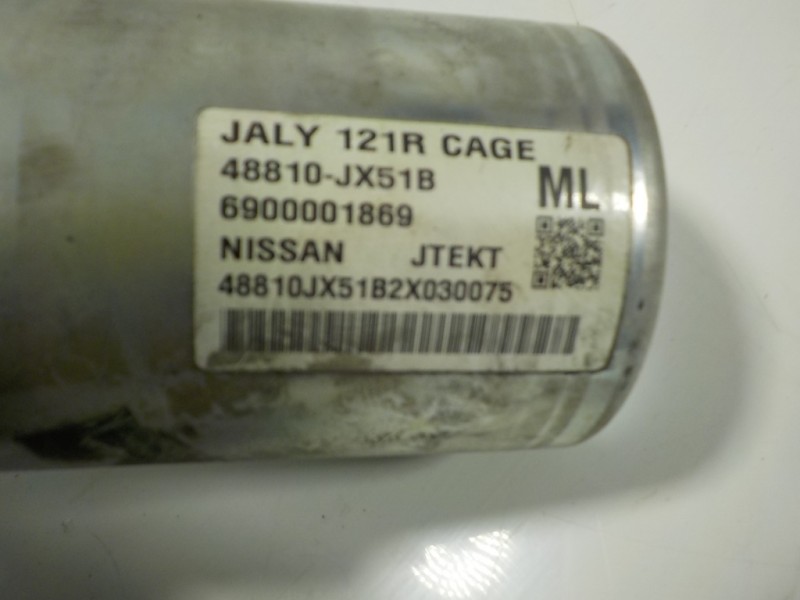 JALY 121R CAGE
48810-JX51B
ML
6900001869
NISSAN JTEKT
48810JX51B2X030075